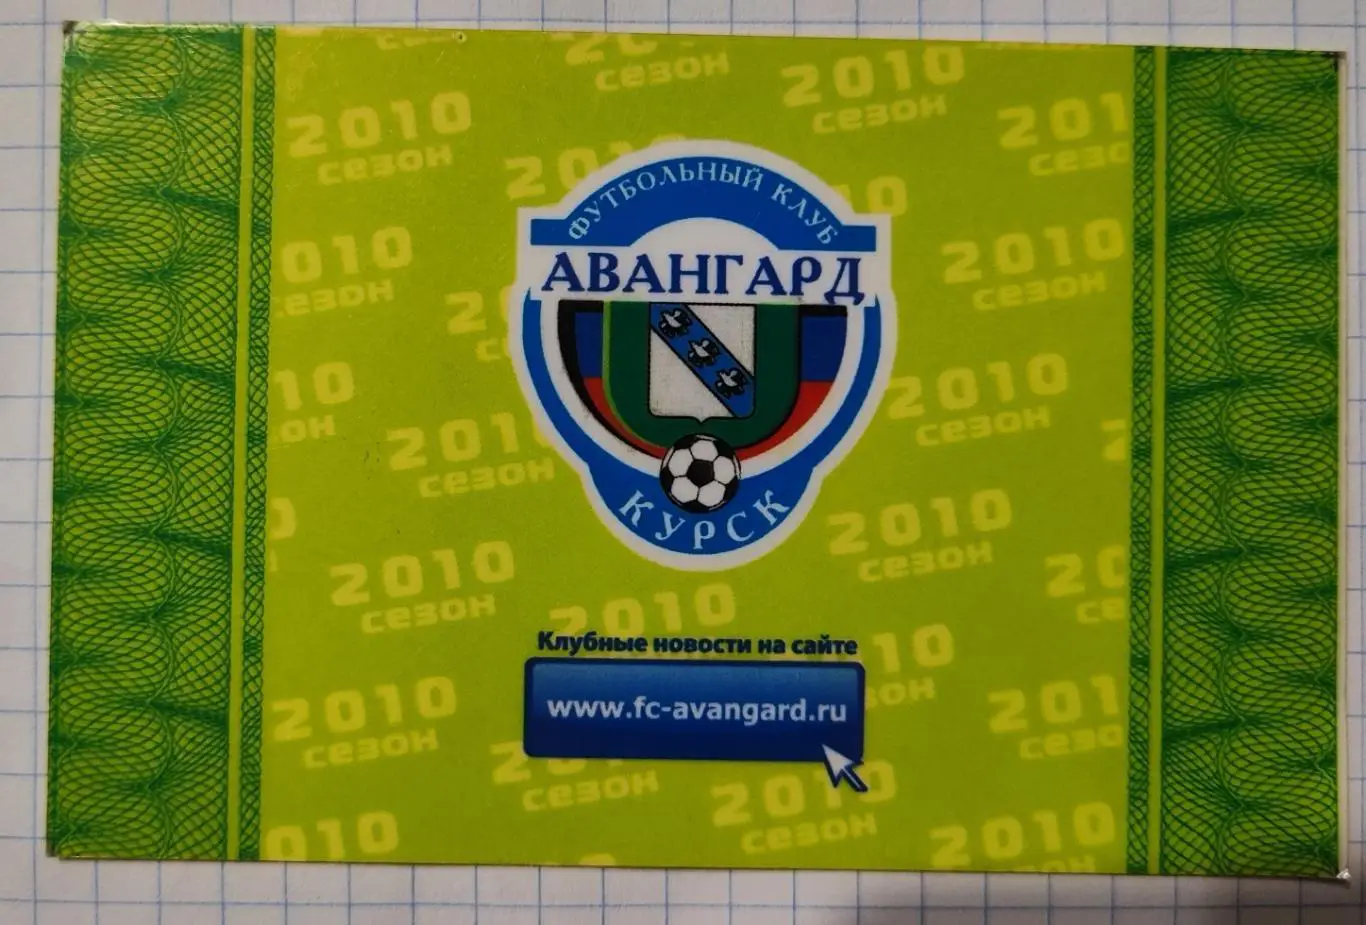 2010
сезон
ФУТБОЛЬНЫЙ КЛУБ
АВАНГАРД
КУРСК
Клубные новости на сайте
www.fc-avangard.ru